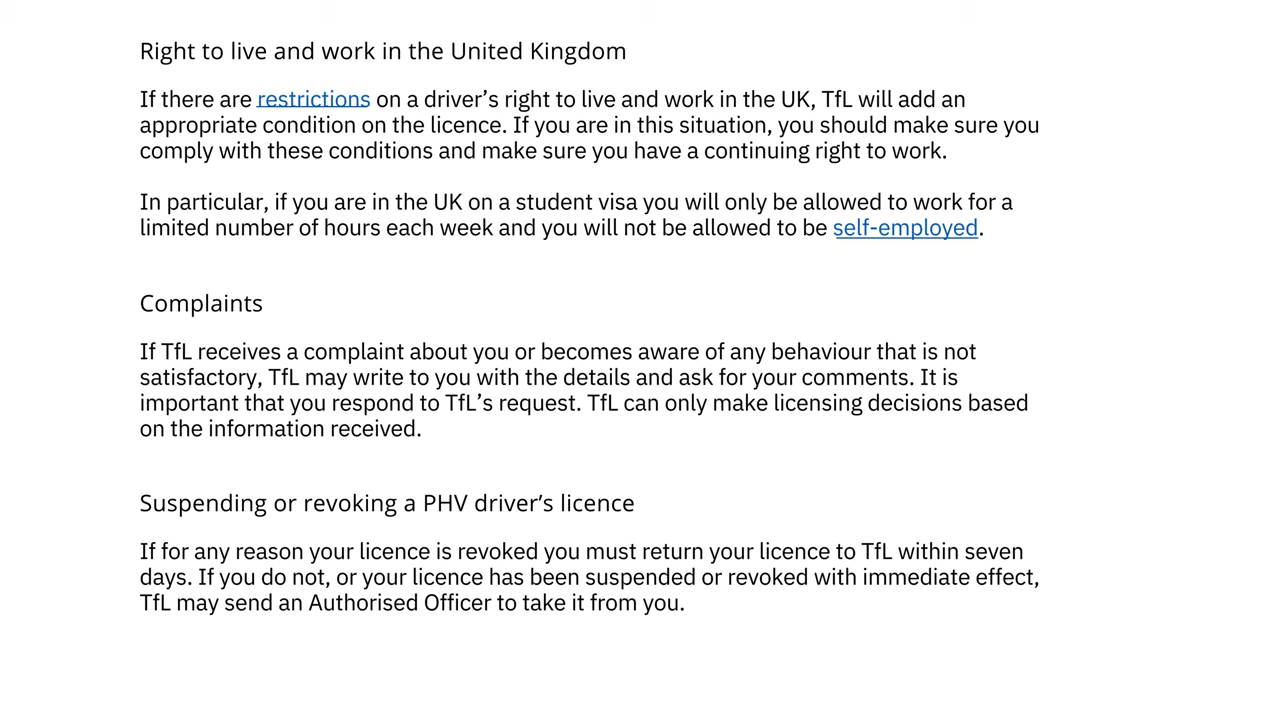 Right to live and work in the United Kingdom
If there are restrictions on a driver’s right to live and work in the UK, TfL will add an
appropriate condition on the licence. If you are in this situation, you should make sure you
comply with these conditions and make sure you have a continuing right to work.
In particular, if you are in the UK on a student visa you will only be allowed to work for a
limited number of hours each week and you will not be allowed to be self-employed.
Complaints
If TfL receives a complaint about you or becomes aware of any behaviour that is not
satisfactory, TfL may write to you with the details and ask for your comments. It is
important that you respond to TfL’s request. TfL can only make licensing decisions based
on the information received.
Suspending or revoking a PHV driver’s licence
If for any reason your licence is revoked you must return your licence to TfL within seven
days. If you do not, or your licence has been suspended or revoked with immediate effect,
TfL may send an Authorised Officer to take it from you.